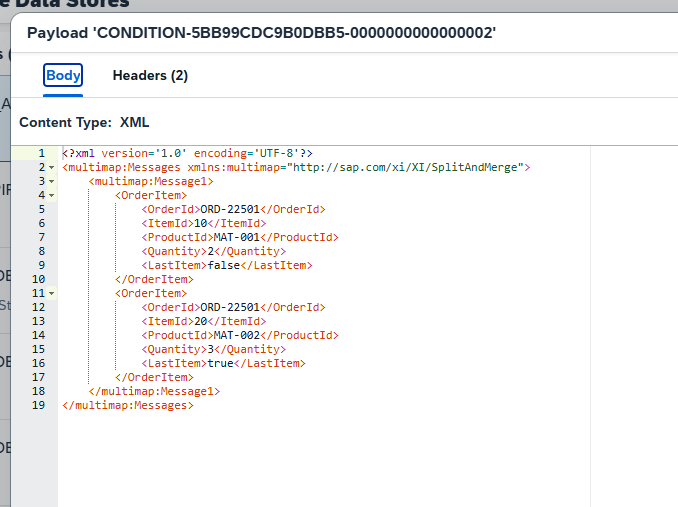 e Data Stores
Payload 'CONDITION-5BB99CDC9B0DBB5-0000000000000002'
Body Headers (2)
Content Type: XML
1 <?xml version='1.0' encoding='UTF-8'?>
2 <multimap:Messages xmlns:multimap="http://sap.com/xi/XI/SplitAndMerge">
3 <multimap:Message1>
4 <OrderItem>
5 <OrderId>ORD-22501</OrderId>
6 <ItemId>10</ItemId>
7 <ProductId>MAT-001</ProductId>
8 <Quantity>2</Quantity>
9 <LastItem>false</LastItem>
10 </OrderItem>
11 <OrderItem>
12 <OrderId>ORD-22501</OrderId>
13 <ItemId>20</ItemId>
14 <ProductId>MAT-002</ProductId>
15 <Quantity>3</Quantity>
16 <LastItem>true</LastItem>
17 </OrderItem>
18 </multimap:Message1>
19 </multimap:Messages>